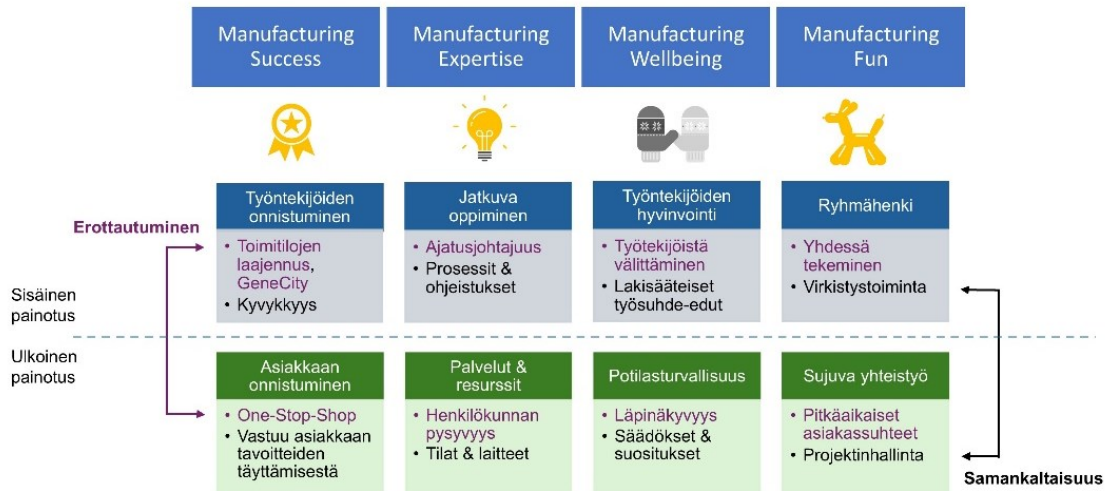 Manufacturing
Success
Manufacturing
Expertise
Manufacturing
Wellbeing
Manufacturing
Fun
Erottautuminen
Sisäinen
painotus
Työntekijöiden
onnistuminen
• Toimitilojen
laajennus,
GeneCity
• Kyvykkyys
Jatkuva
oppiminen
• Ajatusjohtajuus
• Prosessit &
ohjeistukset
Työntekijöiden
hyvinvointi
• Työtekijöistä
välittäminen
• Lakisääteiset
työsuhde-edut
Ryhmähenki
• Yhdessä
tekeminen
• Virkistystoiminta
Ulkoinen
painotus
Asiakkaan
onnistuminen
• One-Stop-Shop
• Vastuu asiakkaan
tavoitteiden
täyttämisestä
Palvelut &
resurssit
• Henkilökunnan
pysyvyys
• Tilat & laitteet
Potilasturvallisuus
• Läpinäkyvyys
• Säädökset &
suositukset
Sujuva yhteistyö
• Pitkäaikaiset
asiakassuhteet
• Projektinhallinta
Samankaltaisuus